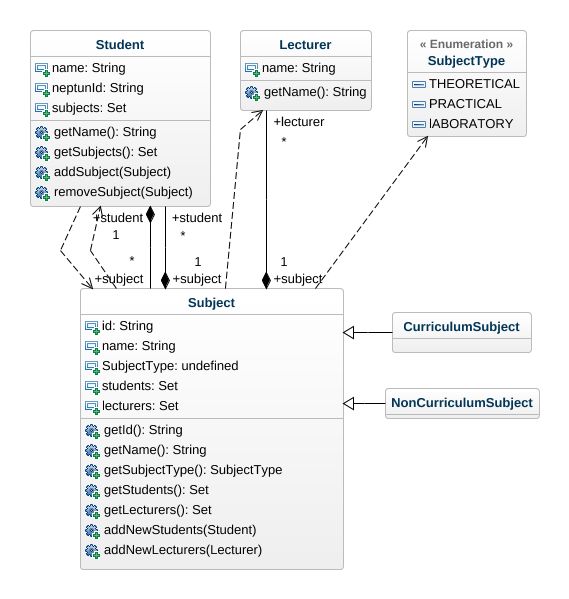 Student
name: String
neptunId: String
subjects: Set
getName(): String
getSubjects(): Set
addSubject(Subject)
removeSubject(Subject)
Lecturer
name: String
getName(): String
« Enumeration »
SubjectType
THEORETICAL
PRACTICAL
lABORATORY
+student
1
*
+subject
+student
*
1
+subject
+lecturer
*
1
+subject
Subject
id: String
name: String
SubjectType: undefined
students: Set
lecturers: Set
getId(): String
getName(): String
getSubjectType(): SubjectType
getStudents(): Set
getLecturers(): Set
addNewStudents(Student)
addNewLecturers(Lecturer)
CurriculumSubject
NonCurriculumSubject